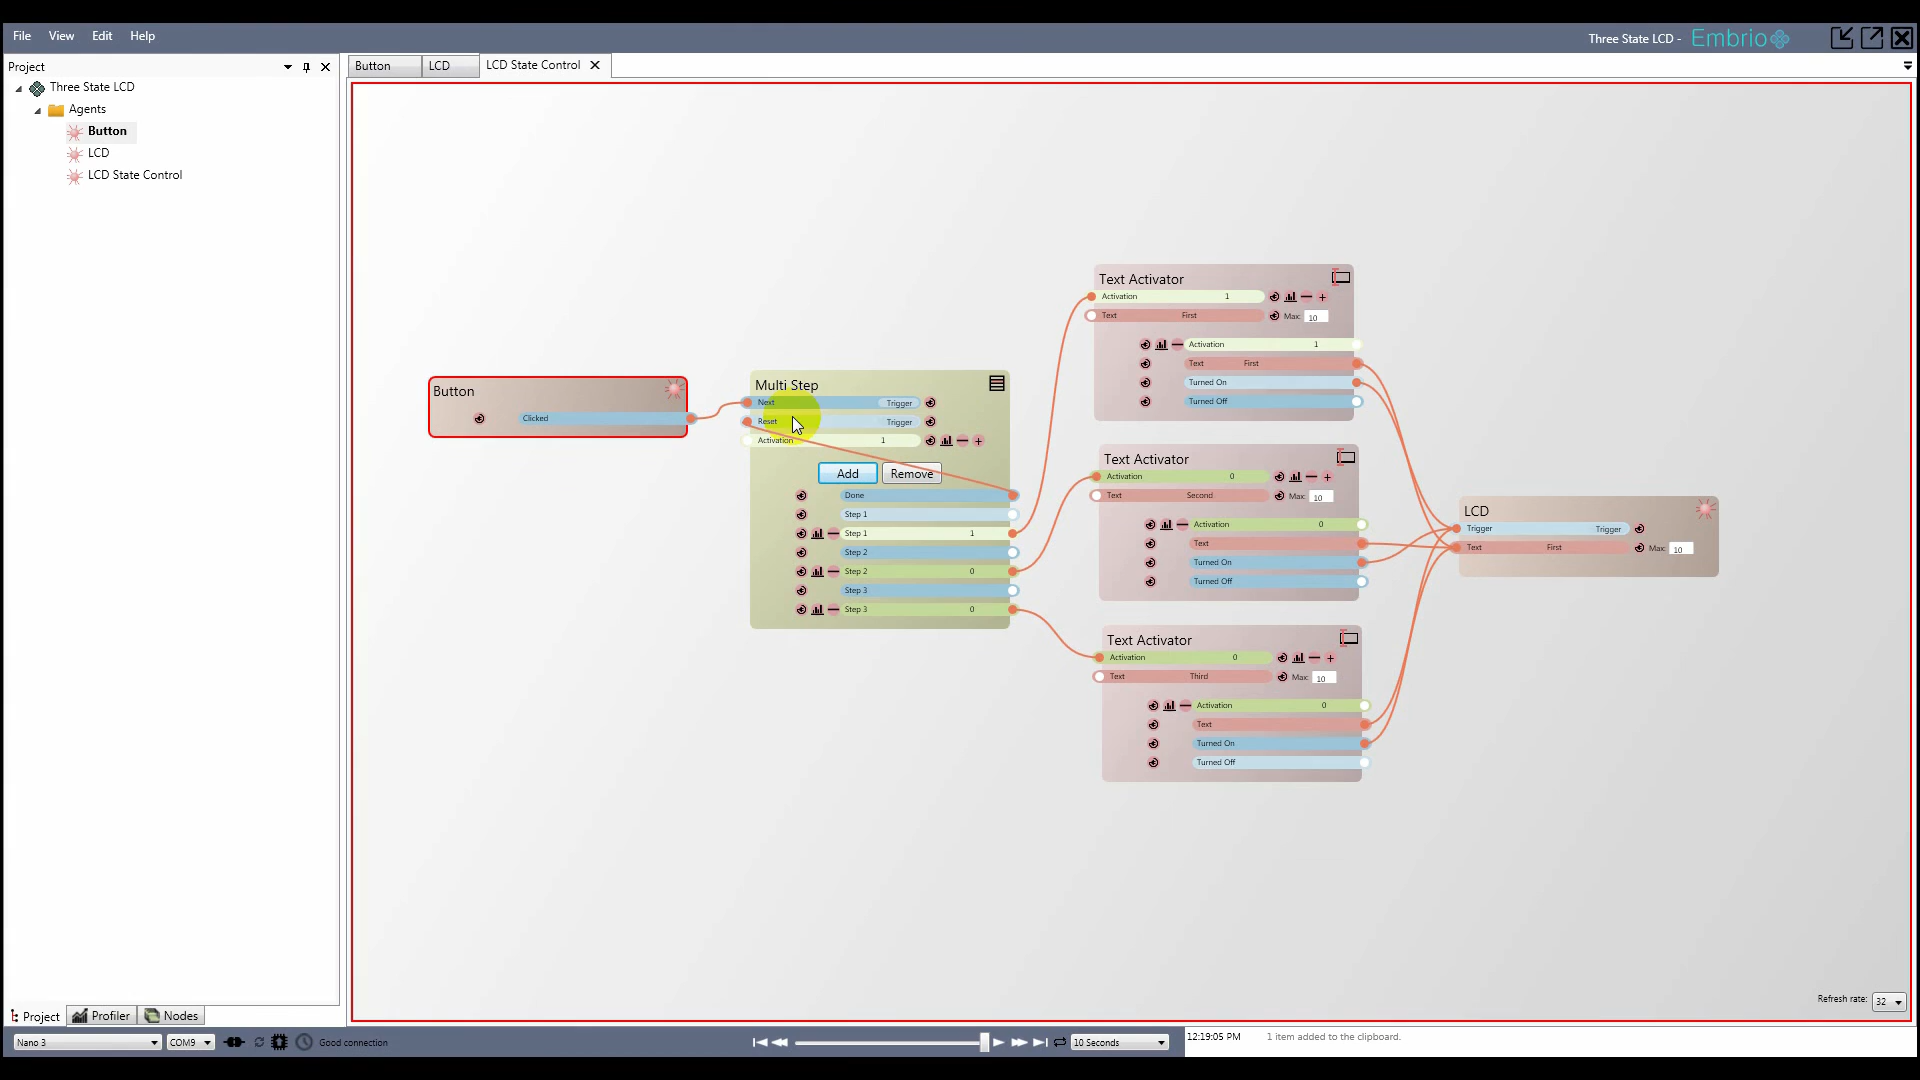 File View Edit Help
Three State LCD - Embrio
Project
Three State LCD
Agents
Button
LCD
LCD State Control
Button LCD LCD State Control
Button
Clicked
Multi Step
Next Trigger
Reset Trigger
Activation 1
Add Remove
Done
Step 1
Step 1 1
Step 2
Step 2 0
Step 3
Step 3 0
Text Activator
Activation 1
Text First Max: 10
Activation 1
Text First
Turned On
Turned Off
Text Activator
Activation 0
Text Second Max: 10
Activation 0
Text
Turned On
Turned Off
Text Activator
Activation 0
Text Third Max: 10
Activation 0
Text
Turned On
Turned Off
LCD
Trigger Trigger
Text First Max: 10
Refresh rate: 32
Project Profiler Nodes
Nano 3 COM9 Good connection 10 Seconds 12:19:05 PM 1 item added to the clipboard.